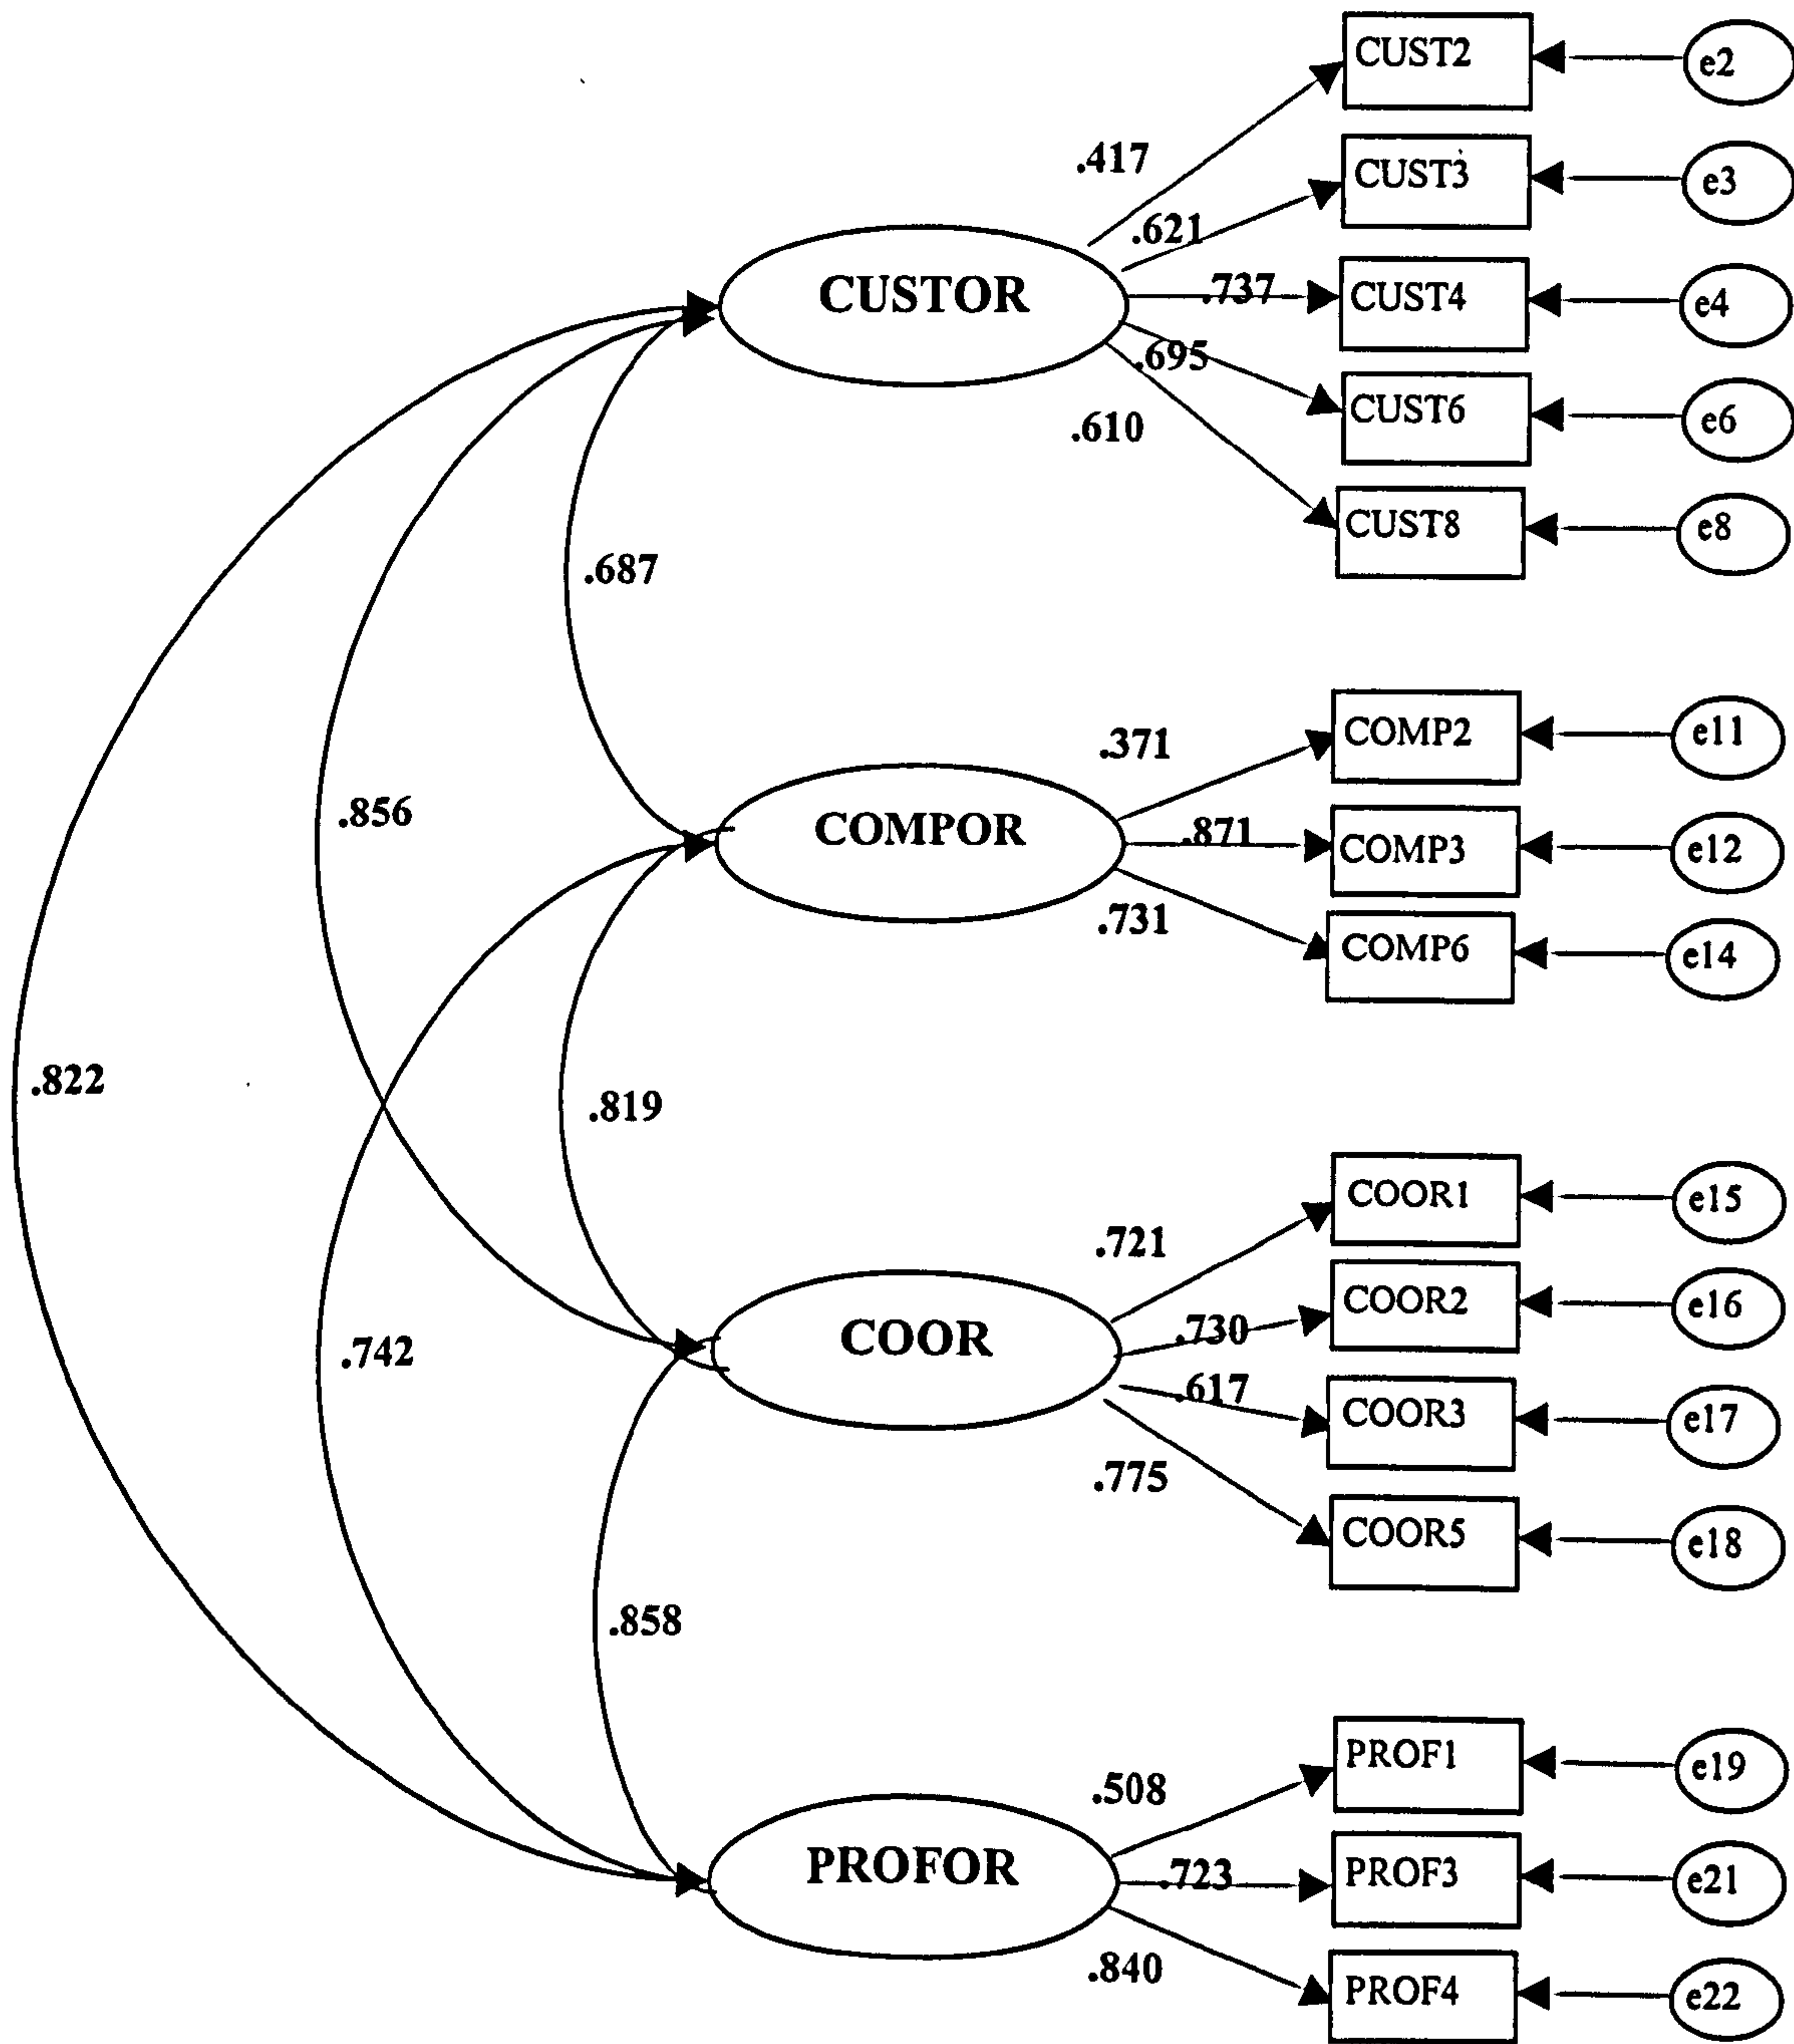 CUST2
e2
.417
CUST3
e3
.621
CUSTOR
.737
CUST4
e4
.695
CUST6
e6
.610
CUST8
e8
.687
COMP2
e11
.371
.856
COMPOR
.871
COMP3
e12
.731
COMP6
e14
.822
.819
COOR1
e15
.721
COOR2
e16
.742
COOR
.730
.617
COOR3
e17
.775
COOR5
e18
.858
PROF1
e19
.508
PROFOR
.723
PROF3
e21
.840
PROF4
e22